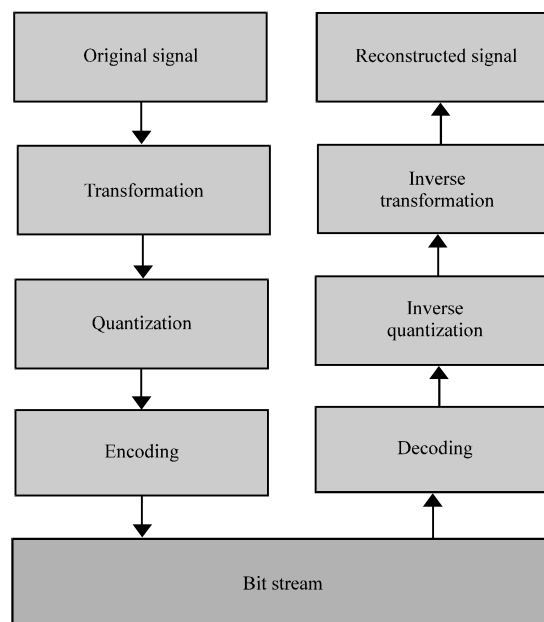 Original signal
Transformation
Quantization
Encoding
Bit stream
Decoding
Inverse
quantization
Inverse
transformation
Reconstructed signal